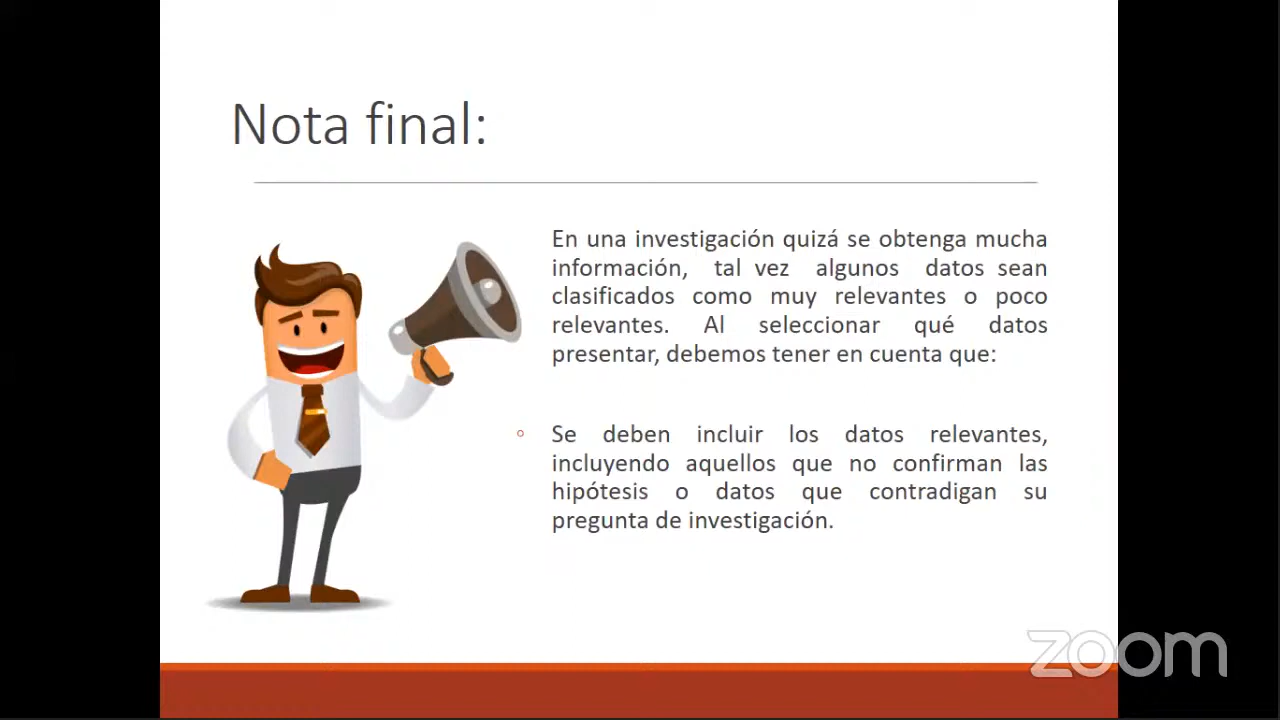 Nota final:
En una investigación quizá se obtenga mucha
información, tal vez algunos datos sean
clasificados como muy relevantes o poco
relevantes. Al seleccionar qué datos
presentar, debemos tener en cuenta que:
Se deben incluir los datos relevantes,
incluyendo aquellos que no confirman las
hipótesis o datos que contradigan su
pregunta de investigación.
zoom